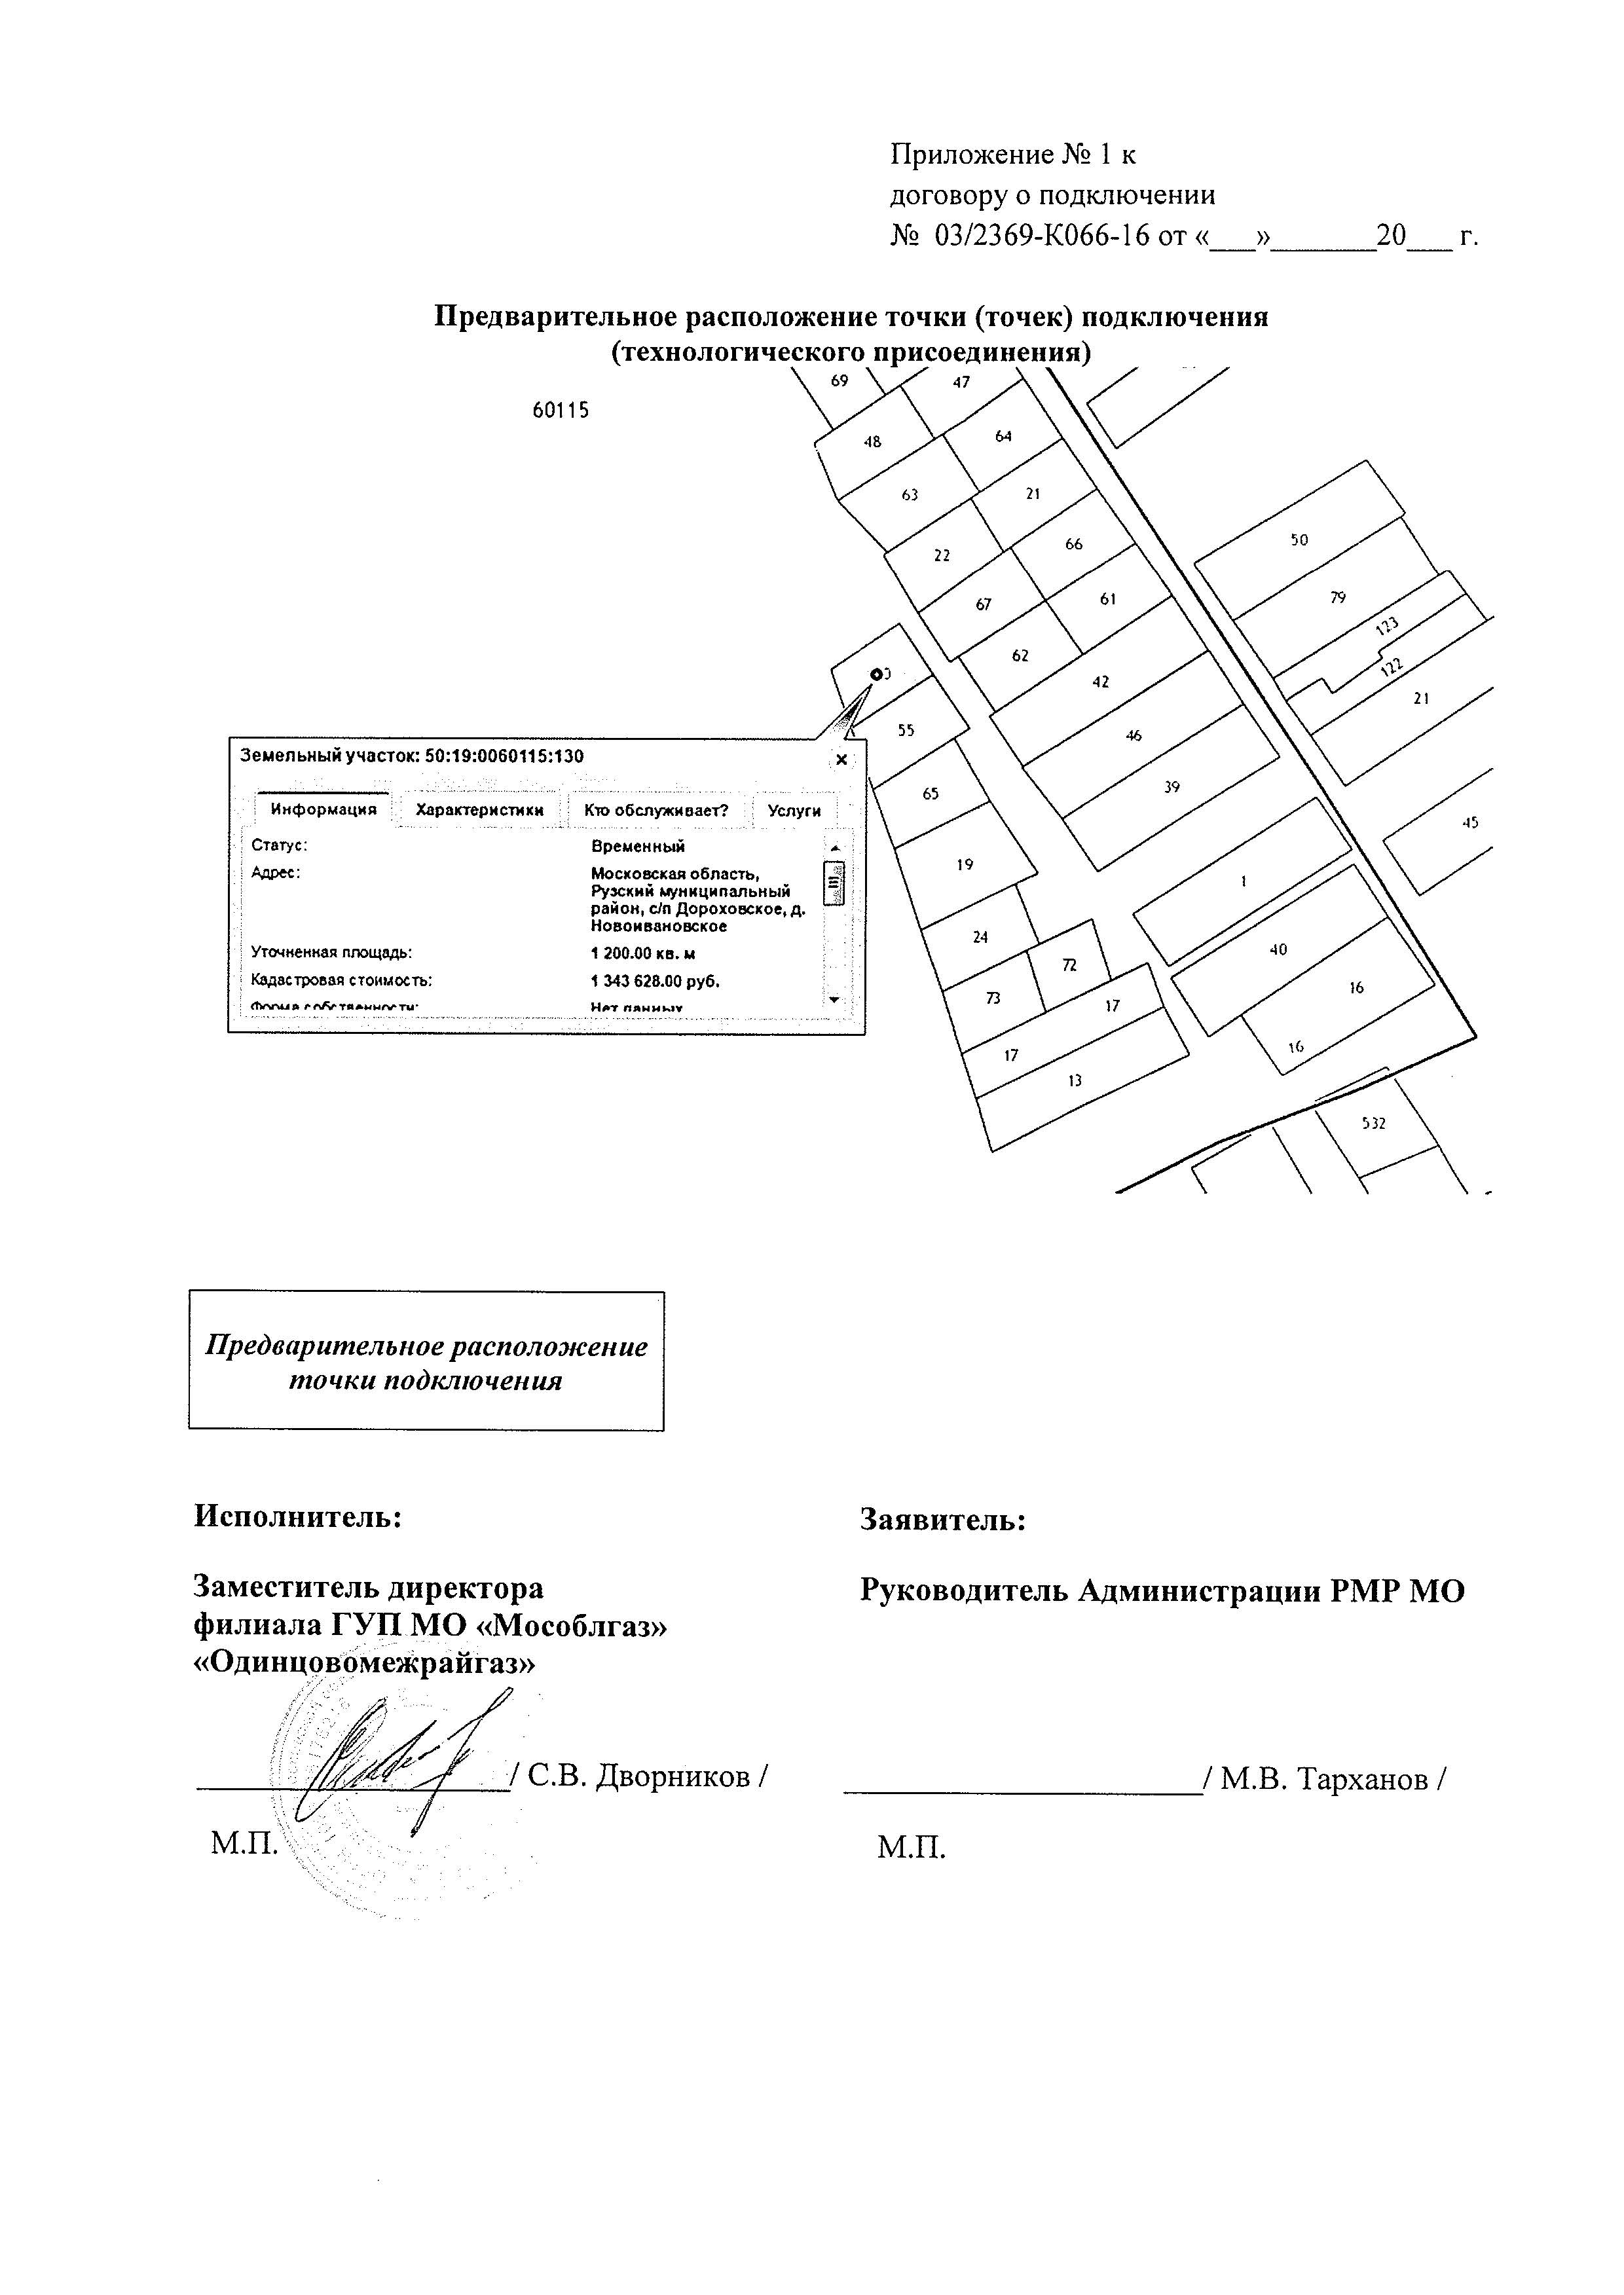 Приложение № 1 к
договору о подключении
№ 03/2369-К066-16 от «___»_______20___ г.
Предварительное расположение точки (точек) подключения
(технологического присоединения)
60115
69
47
48
64
63
21
22
66
67
61
62
42
46
39
55
65
19
24
72
73
17
17
13
50
79
123
122
21
45
1
40
16
16
532
Земельный участок: 50:19:0060115:130
Информация Характеристики Кто обслуживает? Услуги
Статус: Временный
Адрес: Московская область,
Рузский муниципальный
район, с/п Дороховское, д.
Новоивановское
Уточненная площадь: 1 200.00 кв. м
Кадастровая стоимость: 1 343 628.00 руб.
Форма собственности: Нет данных
Предварительное расположение
точки подключения
Исполнитель:
Заместитель директора
филиала ГУП МО «Мособлгаз»
«Одинцовомежрайгаз»
/ С.В. Дворников /
М.П.
Заявитель:
Руководитель Администрации РМР МО
/ М.В. Тарханов /
М.П.